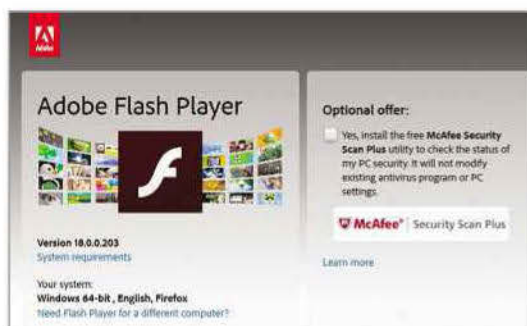 Adobe
Adobe Flash Player
Version 18.0.0.203
System requirements
Your system:
Windows 64-bit , English, Firefox
Need Flash Player for a different computer?
Optional offer:
Yes, install the free McAfee Security
Scan Plus utility to check the status of
my PC security. It will not modify
existing antivirus program or PC
settings.
McAfee® Security Scan Plus
Learn more